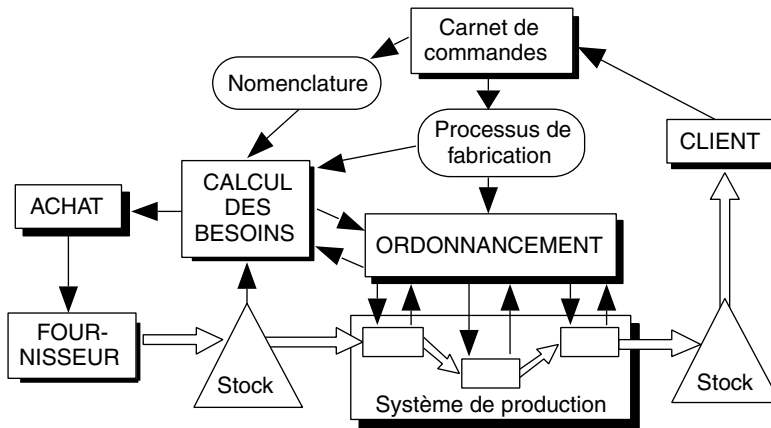 Carnet de
commandes
Nomenclature
Processus de
fabrication
CLIENT
CALCUL
DES
BESOINS
ACHAT
ORDONNANCEMENT
FOUR-
NISSEUR
Stock
Système de production
Stock